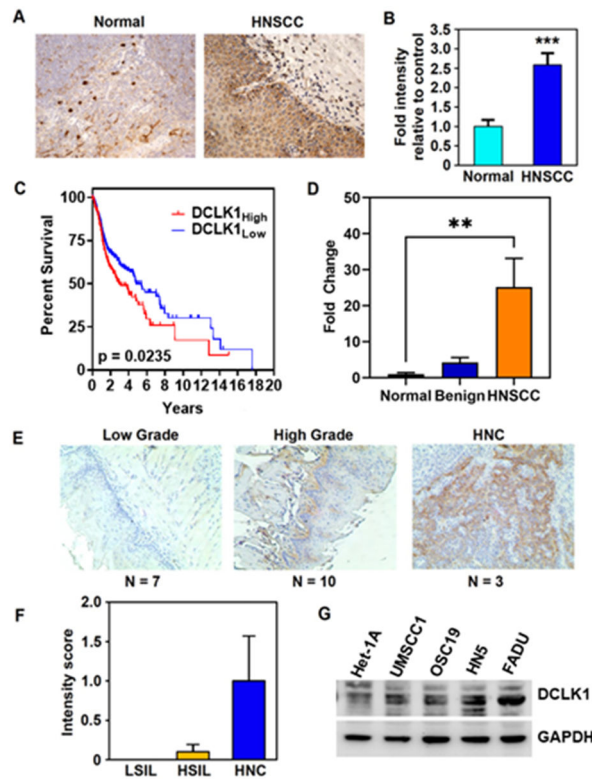 A
Normal
HNSCC
B
Fold intensity
relative to control
3.5
3.0
2.5
2.0
1.5
1.0
0.5
0.0
***
Normal HNSCC
C
Percent Survival
100
75
50
25
0
DCLK1High
DCLK1Low
p = 0.0235
0 2 4 6 8 10 12 14 16 18 20
Years
D
Fold Change
50
40
30
20
10
0
**
Normal Benign HNSCC
E
Low Grade
High Grade
HNC
N = 7
N = 10
N = 3
F
Intensity score
2.0
1.5
1.0
0.5
0
LSIL HSIL HNC
G
Het-1A
UMSCC1
OSC19
HN5
FADU
DCLK1
GAPDH